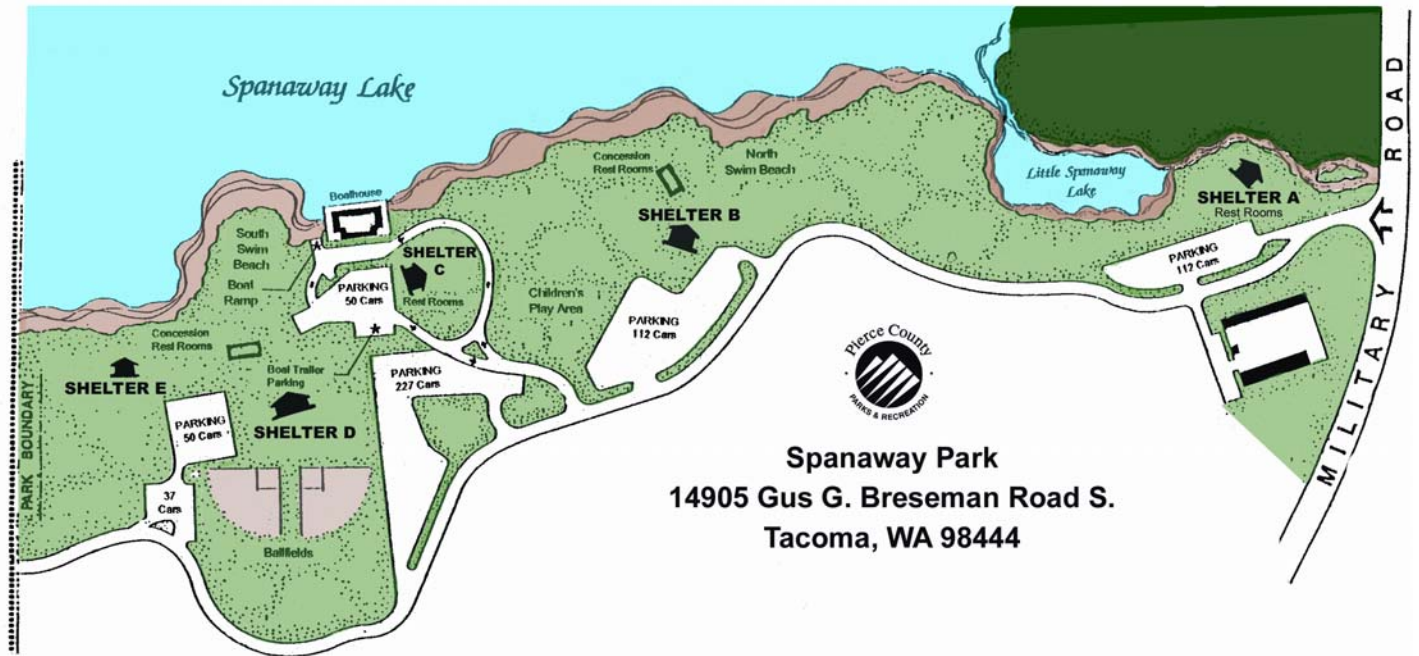 Spanaway Lake
MILITARY ROAD
Concession
Rest Rooms
North
Swim Beach
Little Spanaway
Lake
SHELTER A
Rest Rooms
Boathouse
SHELTER B
South
Swim
Beach
SHELTER
C
Rest Rooms
Boat
Ramp
PARKING
50 Cars
Children's
Play Area
PARKING
112 Cars
PARKING
112 Cars
Concession
Rest Rooms
Boat Trailer
Parking
PARKING
227 Cars
Pierce County
PARKS & RECREATION
SHELTER E
PARK BOUNDARY
PARKING
50 Cars
SHELTER D
37
Cars
Ballfields
Spanaway Park
14905 Gus G. Breseman Road S.
Tacoma, WA 98444